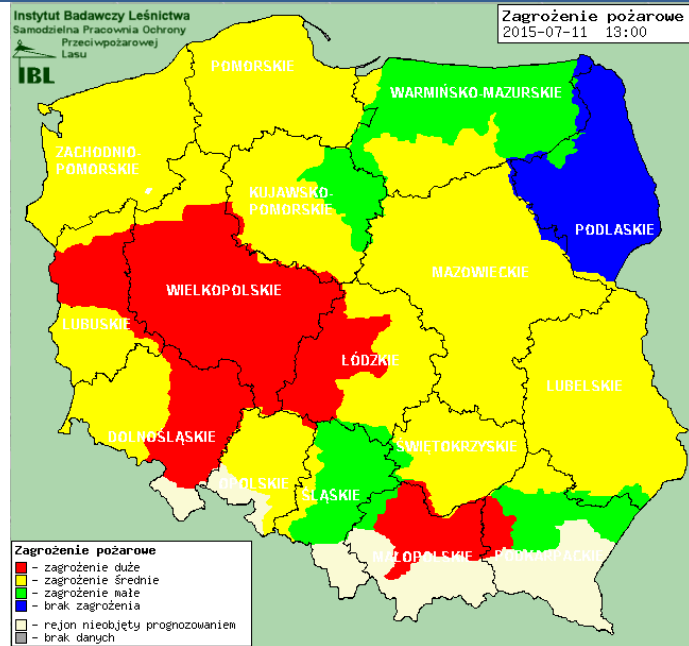 Instytut Badawczy Leśnictwa
Samodzielna Pracownia Ochrony
Przeciwpożarowej
Lasu
IBL
Zagrożenie pożarowe
2015-07-11 13:00
POMORSKIE
WARMIŃSKO-MAZURSKIE
ZACHODNIO-
POMORSKIE
KUJAWSKO-
POMORSKIE
PODLASKIE
MAZOWIECKIE
WIELKOPOLSKIE
LUBUSKIE
ŁÓDZKIE
LUBELSKIE
DOLNOŚLĄSKIE
ŚWIĘTOKRZYSKIE
OPOLSKIE
ŚLĄSKIE
MAŁOPOLSKIE
PODKARPACKIE
Zagrożenie pożarowe
- zagrożenie duże
- zagrożenie średnie
- zagrożenie małe
- brak zagrożenia
- rejon nieobjęty prognozowaniem
- brak danych